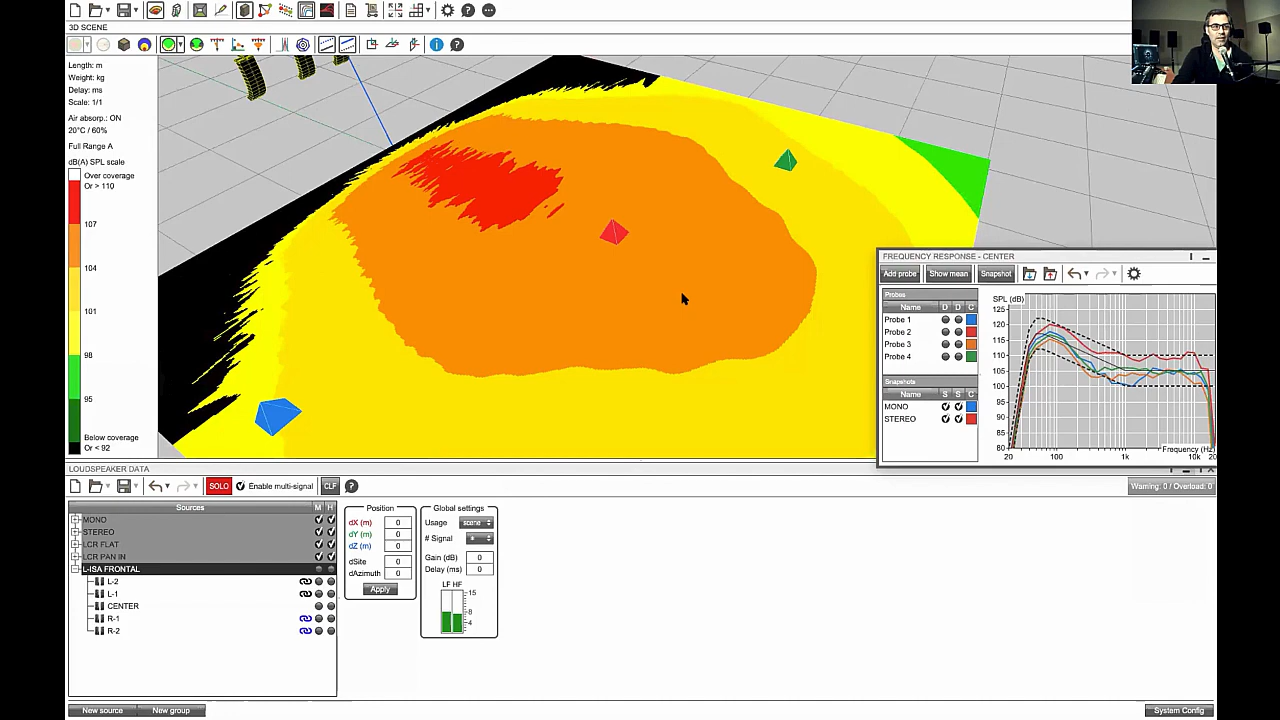 3D SCENE
Length: m
Weight: kg
Delay: ms
Scale: 1/1
Air absorp.: ON
20°C / 60%
Full Range A
dB(A) SPL scale
Over coverage
Or > 110
107
104
101
98
95
Below coverage
Or < 92
FREQUENCY RESPONSE - CENTER
Add probe Show mean Snapshot
Probes
Name D D C
Probe 1
Probe 2
Probe 3
Probe 4
Snapshots
Name S S C
MONO
STEREO
SPL (dB)
125
120
115
110
105
100
95
90
85
80
20 100 1k 10k 20
Frequency (Hz)
LOUDSPEAKER DATA
SOLO Enable multi-signal CLF
Warning: 0 / Overload: 0
Sources M H
MONO
STEREO
LCR FLAT
LCR PAN IN
L-ISA FRONTAL
L-2
L-1
CENTER
R-1
R-2
Position
dX (m) 0
dY (m) 0
dZ (m) 0
dSite 0
dAzimuth 0
Apply
Global settings
Usage scene
# Signal *
Gain (dB) 0
Delay (ms) 0
LF HF
15
8
4
New source New group
System Config